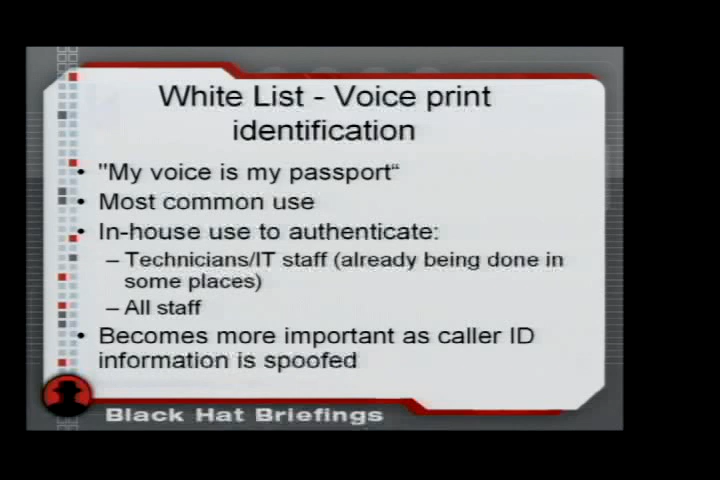 White List - Voice print
identification
• "My voice is my passport“
• Most common use
• In-house use to authenticate:
– Technicians/IT staff (already being done in
some places)
– All staff
• Becomes more important as caller ID
information is spoofed
Black Hat Briefings